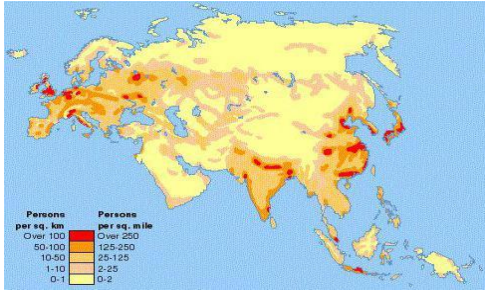 Persons Persons
per sq. km per sq. mile
Over 100 Over 250
50-100 125-250
10-50 25-125
1-10 2-25
0-1 0-2